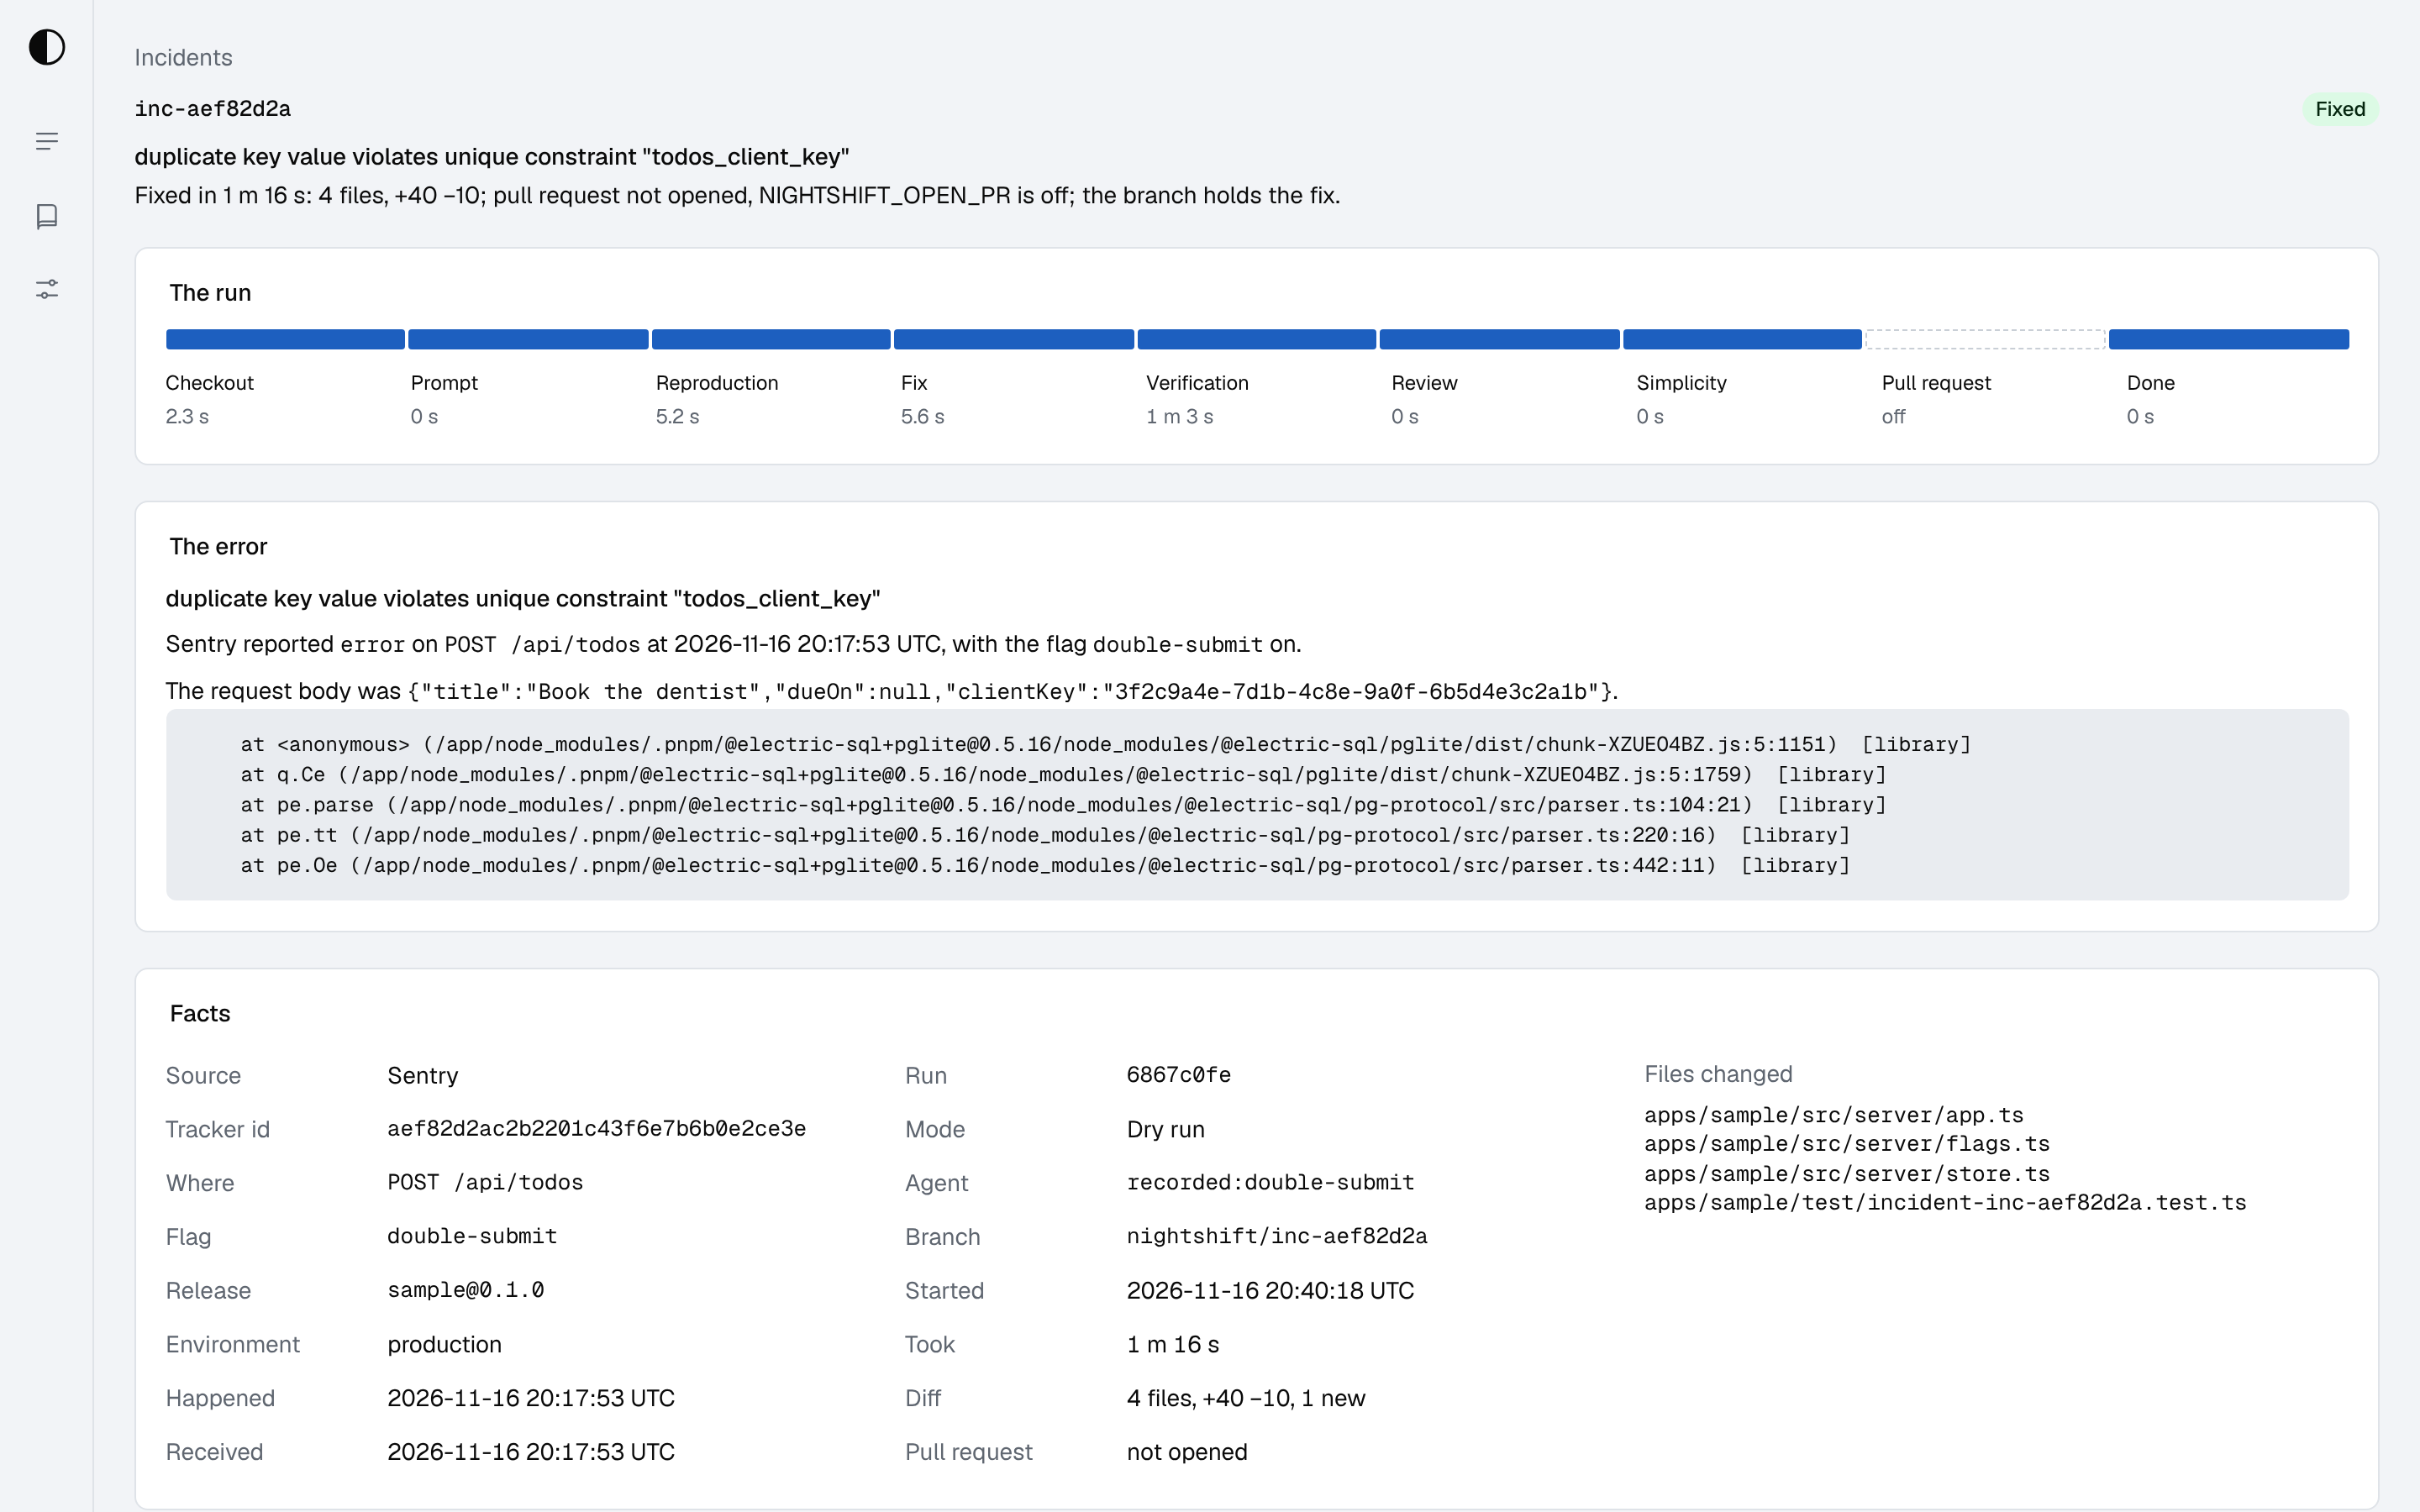 Incidents
inc-aef82d2a
Fixed
duplicate key value violates unique constraint "todos_client_key"
Fixed in 1 m 16 s: 4 files, +40 −10; pull request not opened, NIGHTSHIFT_OPEN_PR is off; the branch holds the fix.
The run
Checkout Prompt Reproduction Fix Verification Review Simplicity Pull request Done
2.3 s 0 s 5.2 s 5.6 s 1 m 3 s 0 s 0 s off 0 s
The error
duplicate key value violates unique constraint "todos_client_key"
Sentry reported error on POST /api/todos at 2026-11-16 20:17:53 UTC, with the flag double-submit on.
The request body was {"title":"Book the dentist","dueOn":null,"clientKey":"3f2c9a4e-7d1b-4c8e-9a0f-6b5d4e3c2a1b"}.
at <anonymous> (/app/node_modules/.pnpm/@electric-sql+pglite@0.5.16/node_modules/@electric-sql/pglite/dist/chunk-XZUEO4BZ.js:5:1151) [library]
at q.Ce (/app/node_modules/.pnpm/@electric-sql+pglite@0.5.16/node_modules/@electric-sql/pglite/dist/chunk-XZUEO4BZ.js:5:1759) [library]
at pe.parse (/app/node_modules/.pnpm/@electric-sql+pglite@0.5.16/node_modules/@electric-sql/pg-protocol/src/parser.ts:104:21) [library]
at pe.tt (/app/node_modules/.pnpm/@electric-sql+pglite@0.5.16/node_modules/@electric-sql/pg-protocol/src/parser.ts:220:16) [library]
at pe.Oe (/app/node_modules/.pnpm/@electric-sql+pglite@0.5.16/node_modules/@electric-sql/pg-protocol/src/parser.ts:442:11) [library]
Facts
Source Sentry
Tracker id aef82d2ac2b2201c43f6e7b6b0e2ce3e
Where POST /api/todos
Flag double-submit
Release sample@0.1.0
Environment production
Happened 2026-11-16 20:17:53 UTC
Received 2026-11-16 20:17:53 UTC
Run 6867c0fe
Mode Dry run
Agent recorded:double-submit
Branch nightshift/inc-aef82d2a
Started 2026-11-16 20:40:18 UTC
Took 1 m 16 s
Diff 4 files, +40 −10, 1 new
Pull request not opened
Files changed
apps/sample/src/server/app.ts
apps/sample/src/server/flags.ts
apps/sample/src/server/store.ts
apps/sample/test/incident-inc-aef82d2a.test.ts